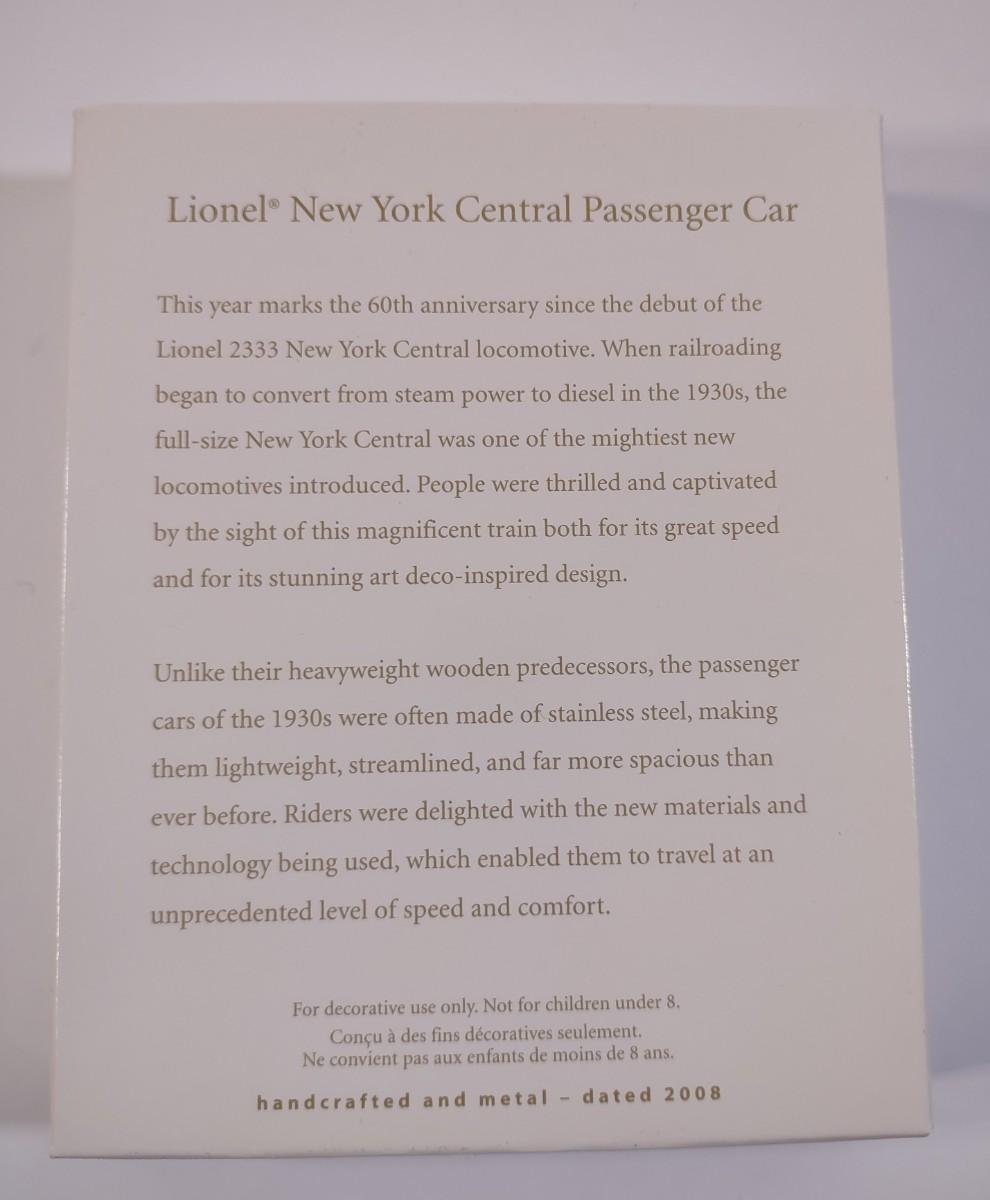 Lionel® New York Central Passenger Car
This year marks the 60th anniversary since the debut of the
Lionel 2333 New York Central locomotive. When railroading
began to convert from steam power to diesel in the 1930s, the
full-size New York Central was one of the mightiest new
locomotives introduced. People were thrilled and captivated
by the sight of this magnificent train both for its great speed
and for its stunning art deco-inspired design.
Unlike their heavyweight wooden predecessors, the passenger
cars of the 1930s were often made of stainless steel, making
them lightweight, streamlined, and far more spacious than
ever before. Riders were delighted with the new materials and
technology being used, which enabled them to travel at an
unprecedented level of speed and comfort.
For decorative use only. Not for children under 8.
Conçu à des fins décoratives seulement.
Ne convient pas aux enfants de moins de 8 ans.
handcrafted and metal – dated 2008